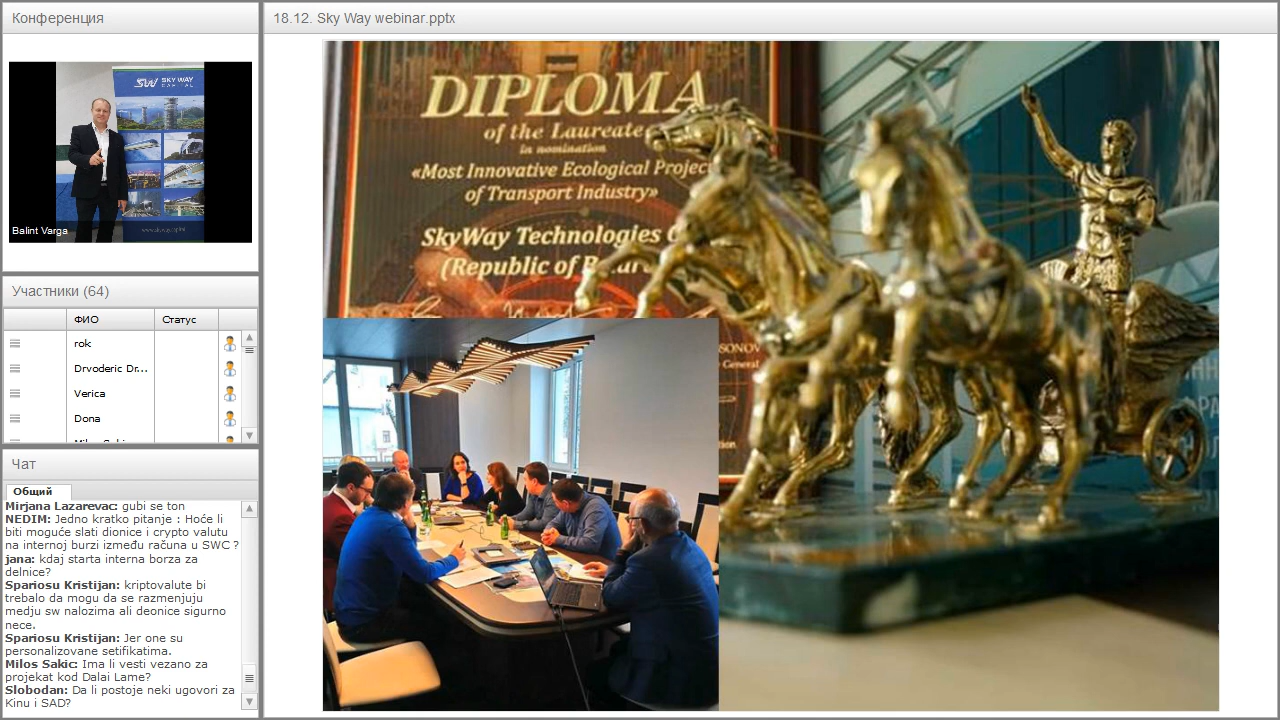 Конференция
SKY WAY
CAPITAL
Balint Varga
Участники (64)
ФИО
Статус
rok
Drvoderic Dr...
Verica
Dona
Чат
Общий
Mirjana Lazarevac: gubi se ton
NEDIM: Jedno kratko pitanje : Hoće li
biti moguće slati dionice i crypto valutu
na internoj burzi između računa u SWC ?
jana: kdaj starta interna borza za
delnice?
Spariosu Kristijan: kriptovalute bi
trebalo da mogu da se razmenjuju
medju sw nalozima ali deonice sigurno
nece.
Spariosu Kristijan: Jer one su
personalizovane setifikatima.
Milos Sakic: Ima li vesti vezano za
projekat kod Dalai Lame?
Slobodan: Da li postoje neki ugovori za
Kinu i SAD?
18.12. Sky Way webinar.pptx
DIPLOMA
of the Laureate
in nomination
«Most Innovative Ecological Project
of Transport Industry»
SkyWay Technologies
(Republic of
General